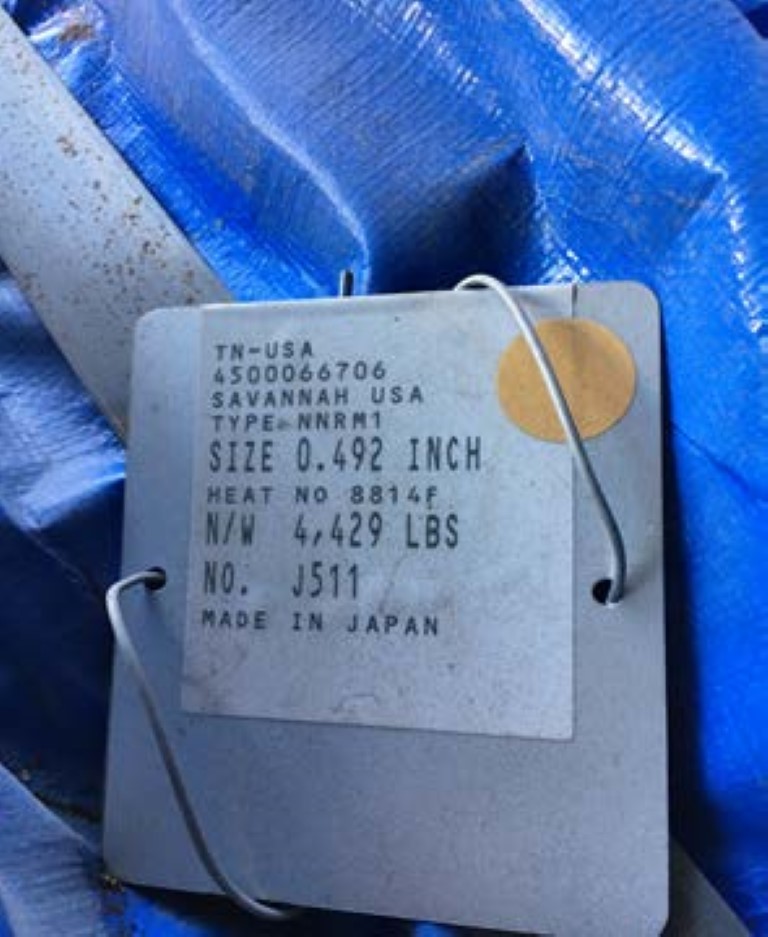 TN-USA
4500066706
SAVANNAH USA
TYPE NNRM1
SIZE 0.492 INCH
HEAT NO 8814F
N/W 4,429 LBS
NO. J511
MADE IN JAPAN